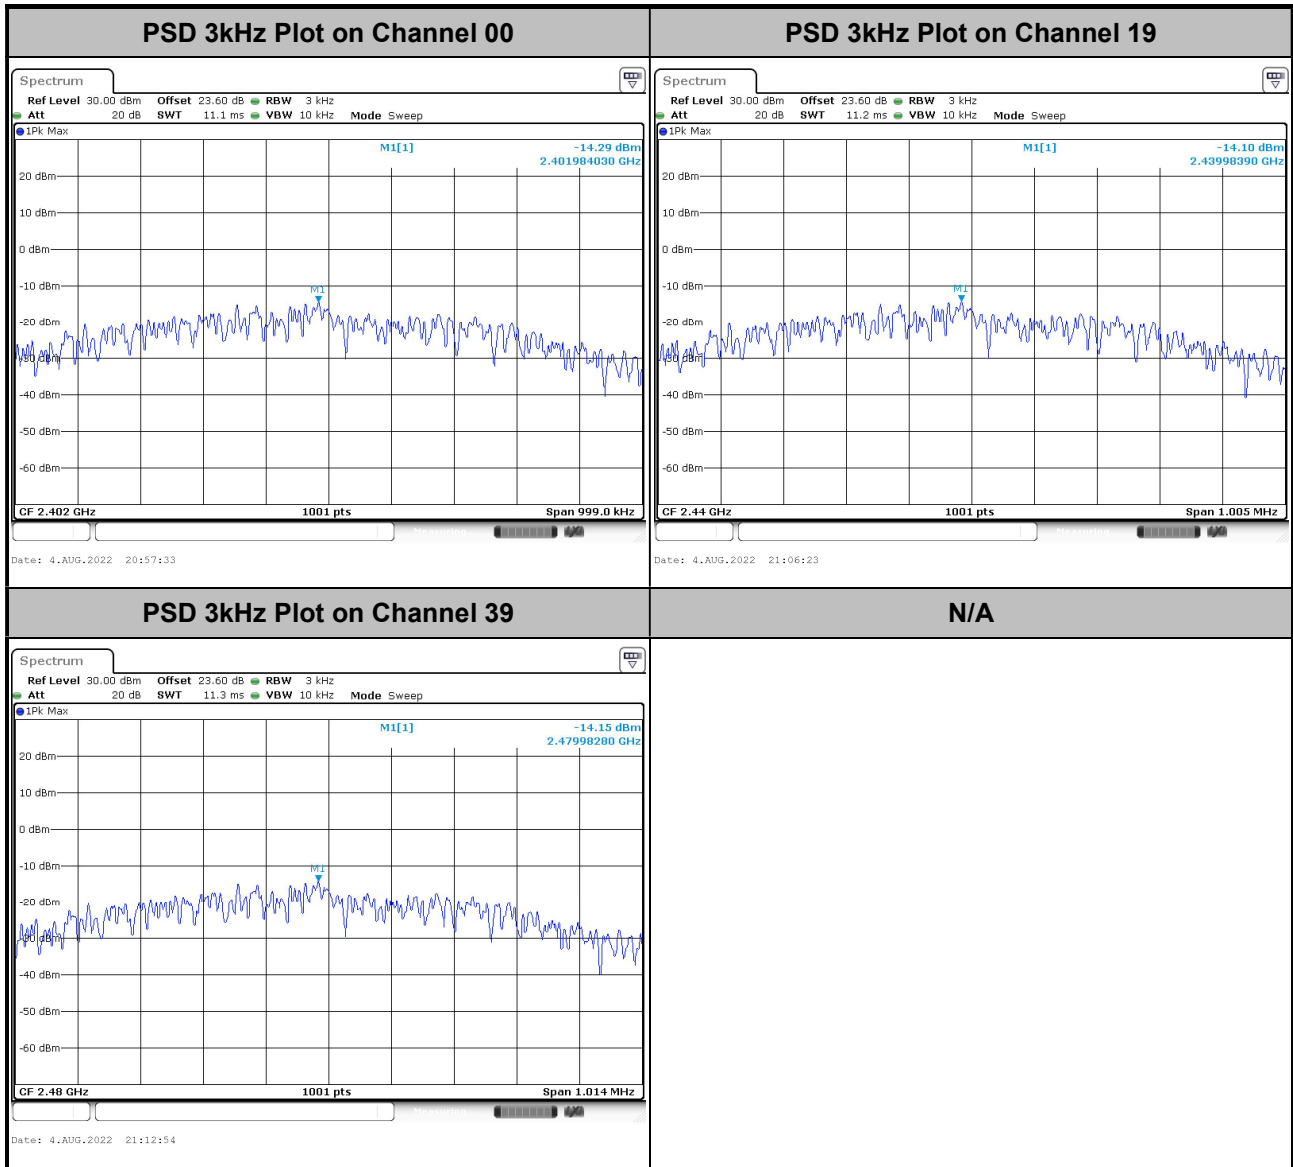 PSD 3kHz Plot on Channel 00
Spectrum
Ref Level 30.00 dBm Offset 23.60 dB RBW 3 kHz
Att 20 dB SWT 11.1 ms VBW 10 kHz Mode Sweep
1Pk Max
M1[1] -14.29 dBm
2.401984030 GHz
20 dBm
10 dBm
0 dBm
-10 dBm
M1
-20 dBm
-30 dBm
-40 dBm
-50 dBm
-60 dBm
CF 2.402 GHz 1001 pts Span 999.0 kHz
Measuring
Date: 4.AUG.2022 20:57:33
PSD 3kHz Plot on Channel 19
Spectrum
Ref Level 30.00 dBm Offset 23.60 dB RBW 3 kHz
Att 20 dB SWT 11.2 ms VBW 10 kHz Mode Sweep
1Pk Max
M1[1] -14.10 dBm
2.43998390 GHz
20 dBm
10 dBm
0 dBm
-10 dBm
M1
-20 dBm
-30 dBm
-40 dBm
-50 dBm
-60 dBm
CF 2.44 GHz 1001 pts Span 1.005 MHz
Measuring
Date: 4.AUG.2022 21:06:23
PSD 3kHz Plot on Channel 39
Spectrum
Ref Level 30.00 dBm Offset 23.60 dB RBW 3 kHz
Att 20 dB SWT 11.3 ms VBW 10 kHz Mode Sweep
1Pk Max
M1[1] -14.15 dBm
2.47998280 GHz
20 dBm
10 dBm
0 dBm
-10 dBm
M1
-20 dBm
-30 dBm
-40 dBm
-50 dBm
-60 dBm
CF 2.48 GHz 1001 pts Span 1.014 MHz
Measuring
Date: 4.AUG.2022 21:12:54
N/A